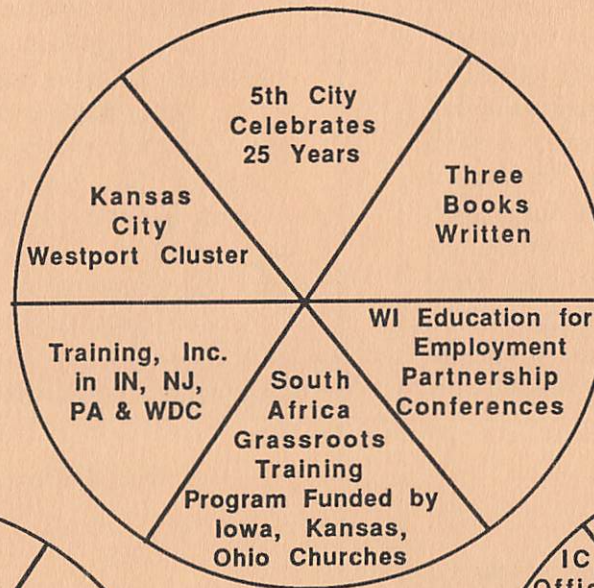 5th City
Celebrates
25 Years
Three
Books
Written
WI Education for
Employment
Partnership
Conferences
South
Africa
Grassroots
Training
Program Funded by
Iowa, Kansas,
Ohio Churches
Training, Inc.
in IN, NJ,
PA & WDC
Kansas
City
Westport Cluster
IC